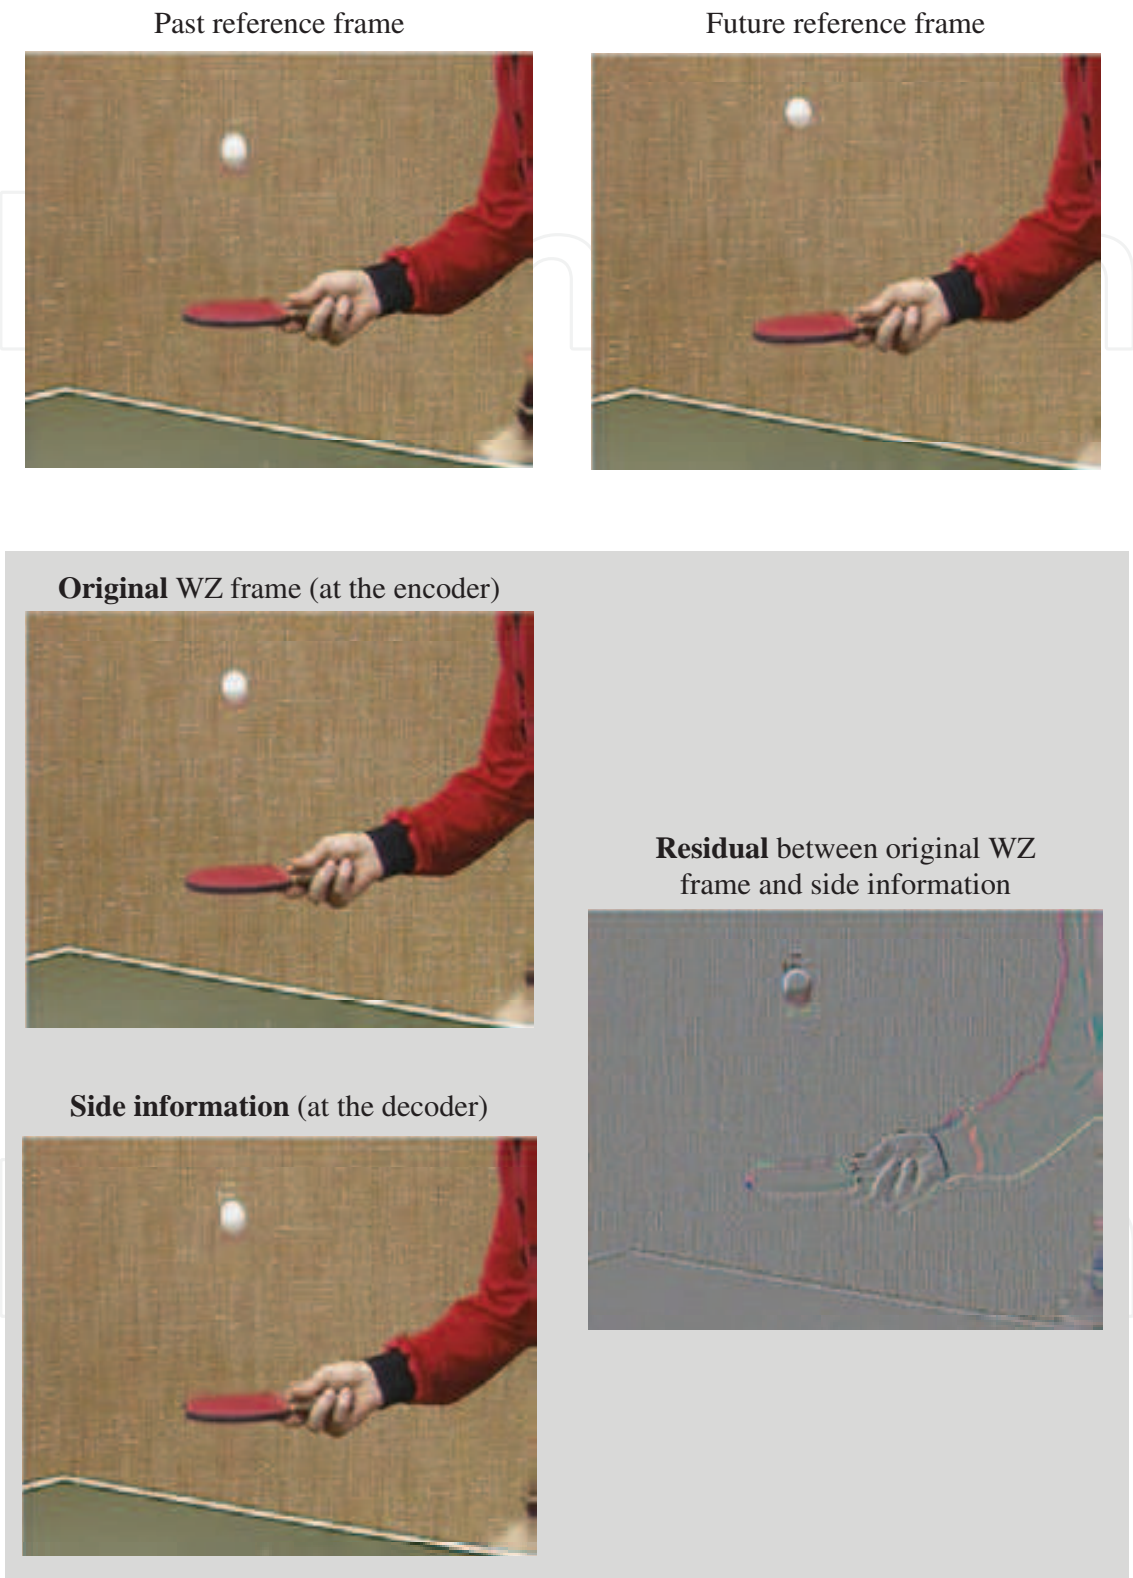 Past reference frame
Future reference frame
Original WZ frame (at the encoder)
Residual between original WZ
frame and side information
Side information (at the decoder)